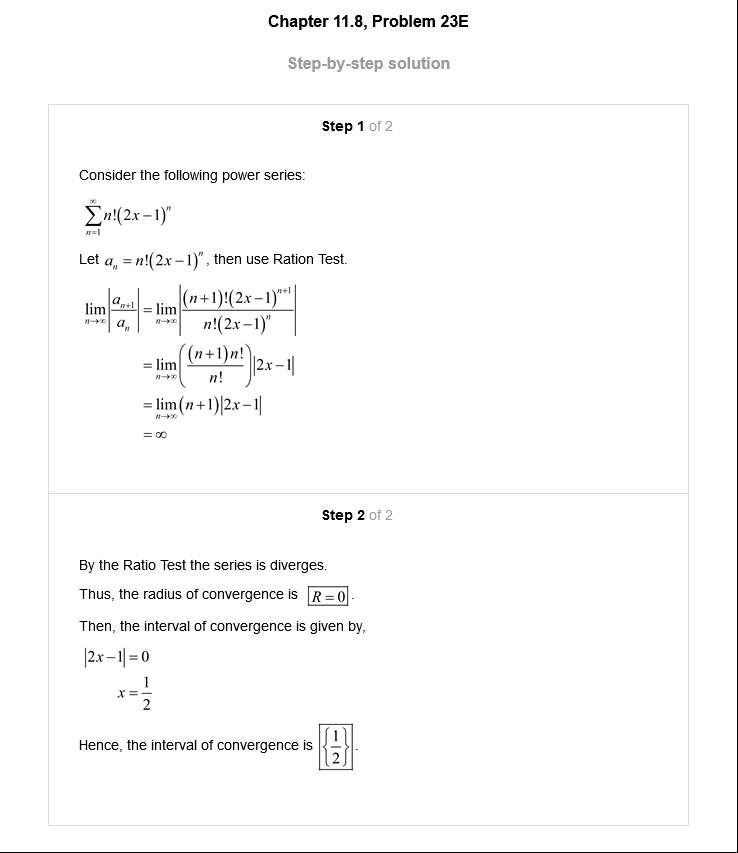 Chapter 11.8, Problem 23E
Step-by-step solution
Step 1 of 2
Consider the following power series:
$\sum_{n=1}^{\infty} n!(2x-1)^n$
Let $a_n = n!(2x-1)^n$, then use Ration Test.
$\lim_{n\to\infty} \left|\frac{a_{n+1}}{a_n}\right| = \lim_{n\to\infty} \left|\frac{(n+1)!(2x-1)^{n+1}}{n!(2x-1)^n}\right|$
$= \lim_{n\to\infty} \left(\frac{(n+1)n!}{n!}\right)|2x-1|$
$= \lim_{n\to\infty} (n+1)|2x-1|$
$= \infty$
Step 2 of 2
By the Ratio Test the series is diverges.
Thus, the radius of convergence is $\boxed{R=0}$.
Then, the interval of convergence is given by,
$|2x-1| = 0$
$x = \frac{1}{2}$
Hence, the interval of convergence is $\boxed{\left\{\frac{1}{2}\right\}}$.